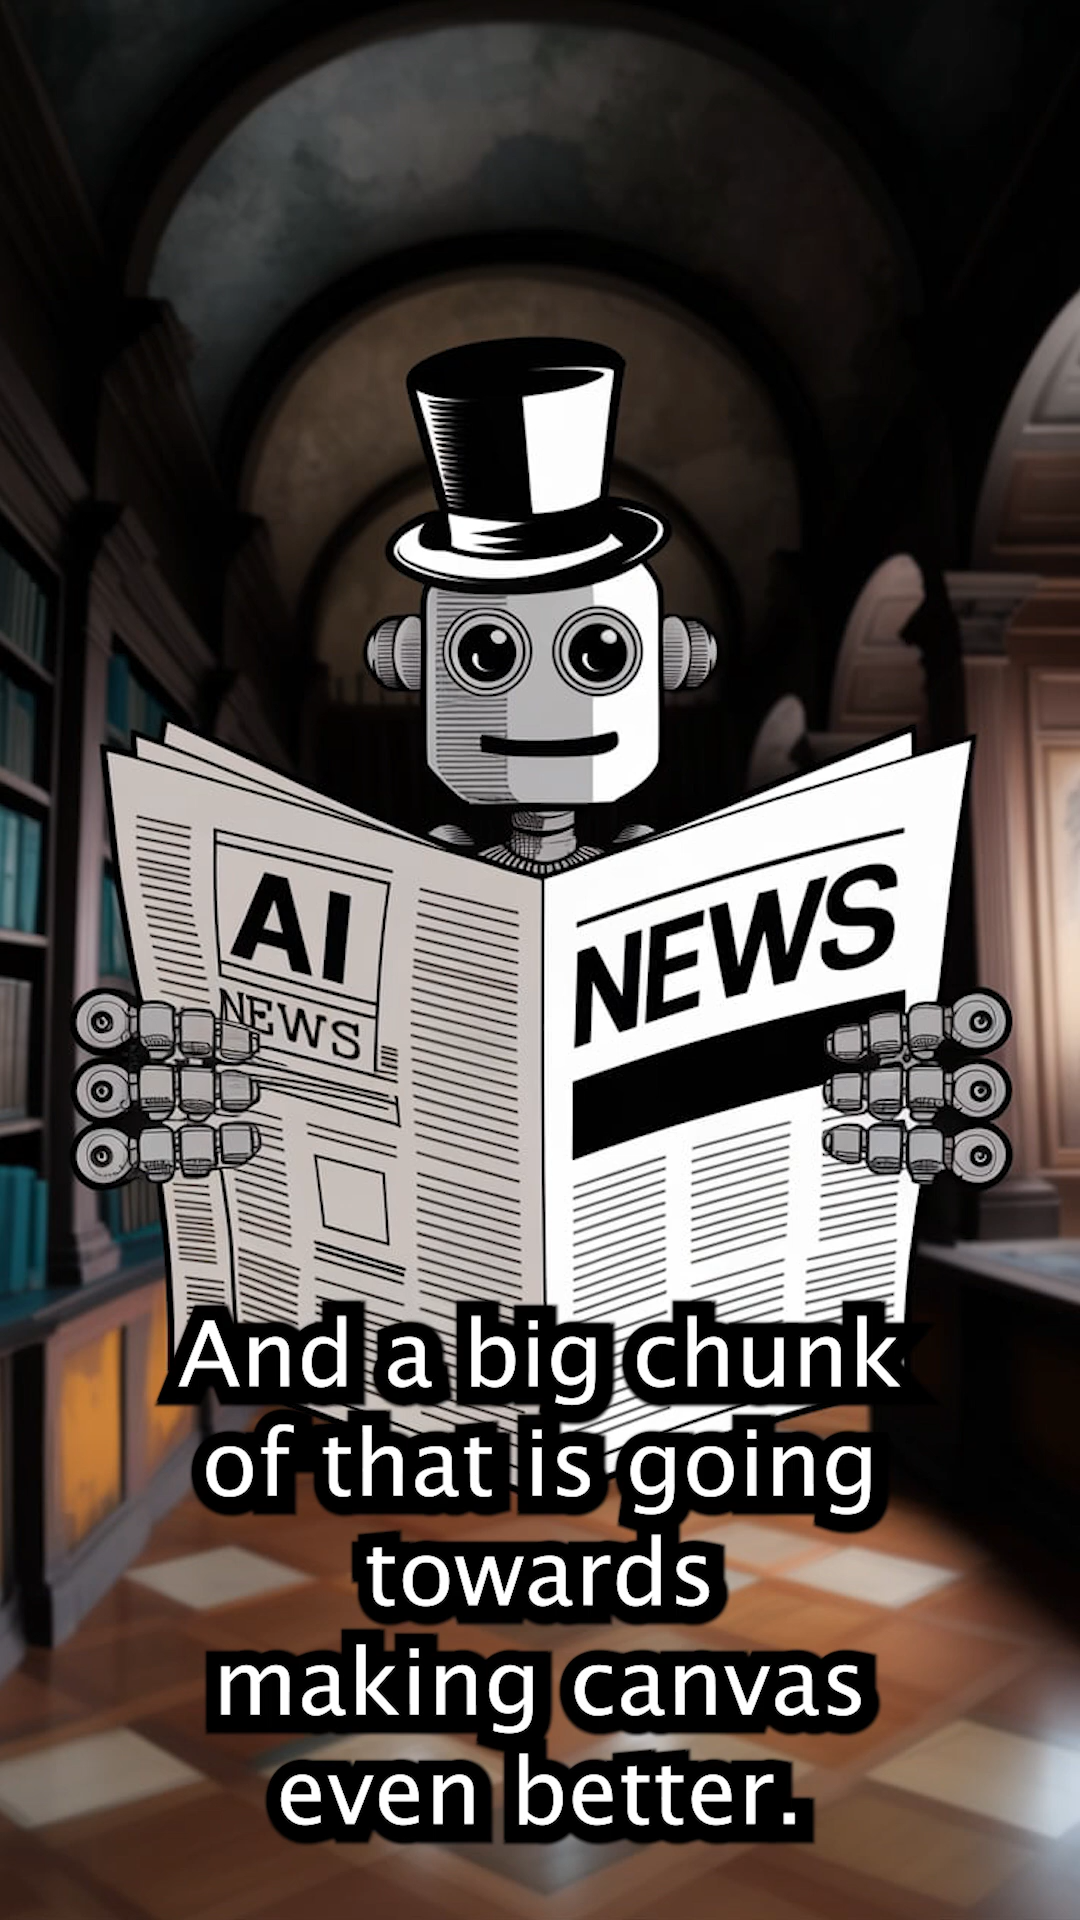 AI
NEWS
NEWS
And a big chunk
of that is going
towards
making canvas
even better.